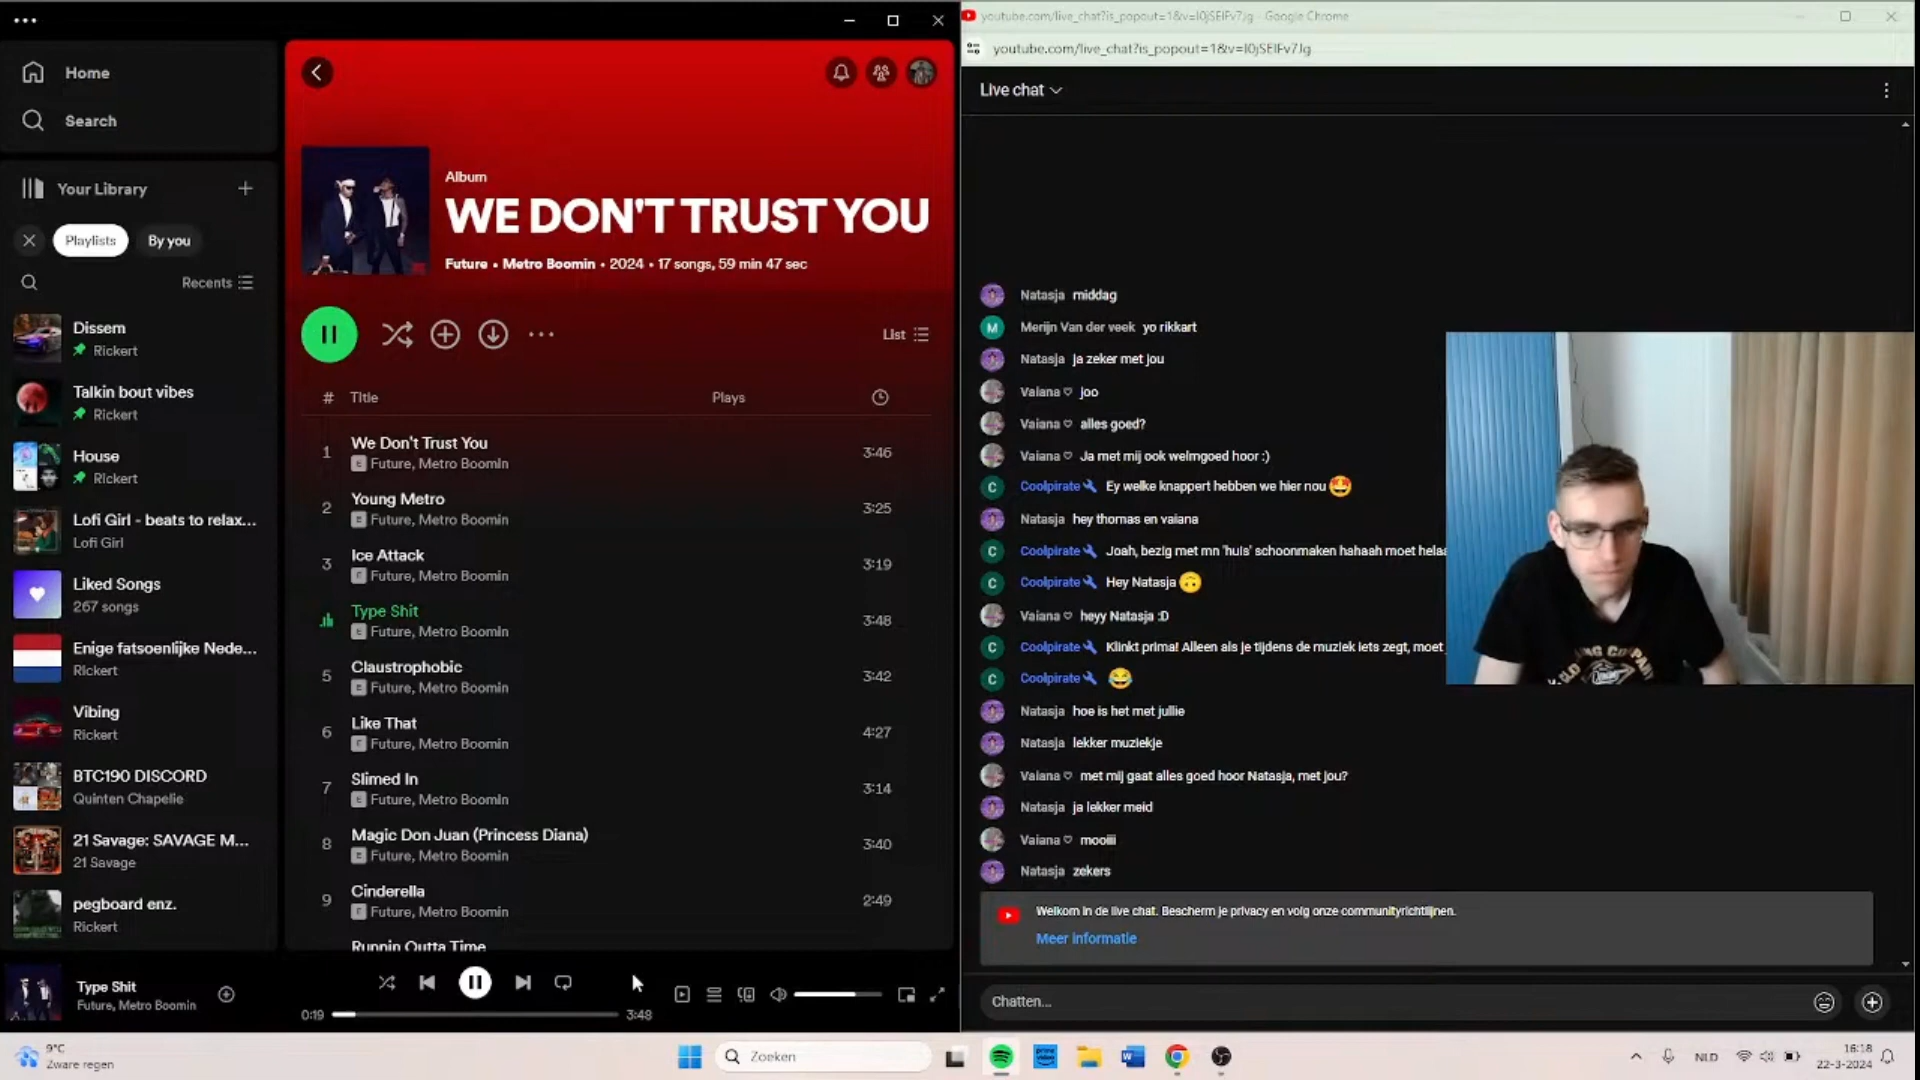 Home
Search
Your Library
Playlists
By you
Recents
Dissem
Rickert
Talkin bout vibes
Rickert
House
Rickert
Lofi Girl - beats to relax...
Lofi Girl
Liked Songs
267 songs
Enige fatsoenlijke Nede...
Rickert
Vibing
Rickert
BTC190 DISCORD
Quinten Chapelie
21 Savage: SAVAGE M...
21 Savage
pegboard enz.
Rickert
Album
WE DON'T TRUST YOU
Future • Metro Boomin • 2024 • 17 songs, 59 min 47 sec
List
# Title Plays
1 We Don't Trust You 3:46
E Future, Metro Boomin
2 Young Metro 3:25
E Future, Metro Boomin
3 Ice Attack 3:19
E Future, Metro Boomin
Type Shit 3:48
E Future, Metro Boomin
5 Claustrophobic 3:42
E Future, Metro Boomin
6 Like That 4:27
E Future, Metro Boomin
7 Slimed In 3:14
E Future, Metro Boomin
8 Magic Don Juan (Princess Diana) 3:40
E Future, Metro Boomin
9 Cinderella 2:49
E Future, Metro Boomin
Runnin Outta Time
Type Shit
Future, Metro Boomin
0:19 3:48
youtube.com/live_chat?is_popout=1&v=I0jSElFv7Jg - Google Chrome
youtube.com/live_chat?is_popout=1&v=I0jSElFv7Jg
Live chat
Natasja middag
M Merijn Van der veek yo rikkart
Natasja ja zeker met jou
Vaiana ♡ joo
Vaiana ♡ alles goed?
Vaiana ♡ Ja met mij ook welmgoed hoor :)
C Coolpirate Ey welke knappert hebben we hier nou 🤩
Natasja hey thomas en vaiana
C Coolpirate Joah, bezig met mn 'huis' schoonmaken hahaah moet hela
C Coolpirate Hey Natasja 🙃
Vaiana ♡ heyy Natasja :D
C Coolpirate Klinkt prima! Alleen als je tijdens de muziek iets zegt, moet
C Coolpirate 😂
Natasja hoe is het met jullie
Natasja lekker muziekje
Vaiana ♡ met mij gaat alles goed hoor Natasja, met jou?
Natasja ja lekker meid
Vaiana ♡ mooiii
Natasja zekers
Welkom in de live chat. Bescherm je privacy en volg onze communityrichtlijnen.
Meer informatie
Chatten...
9°C
Zware regen
Zoeken
NLD
16:18
22-3-2024